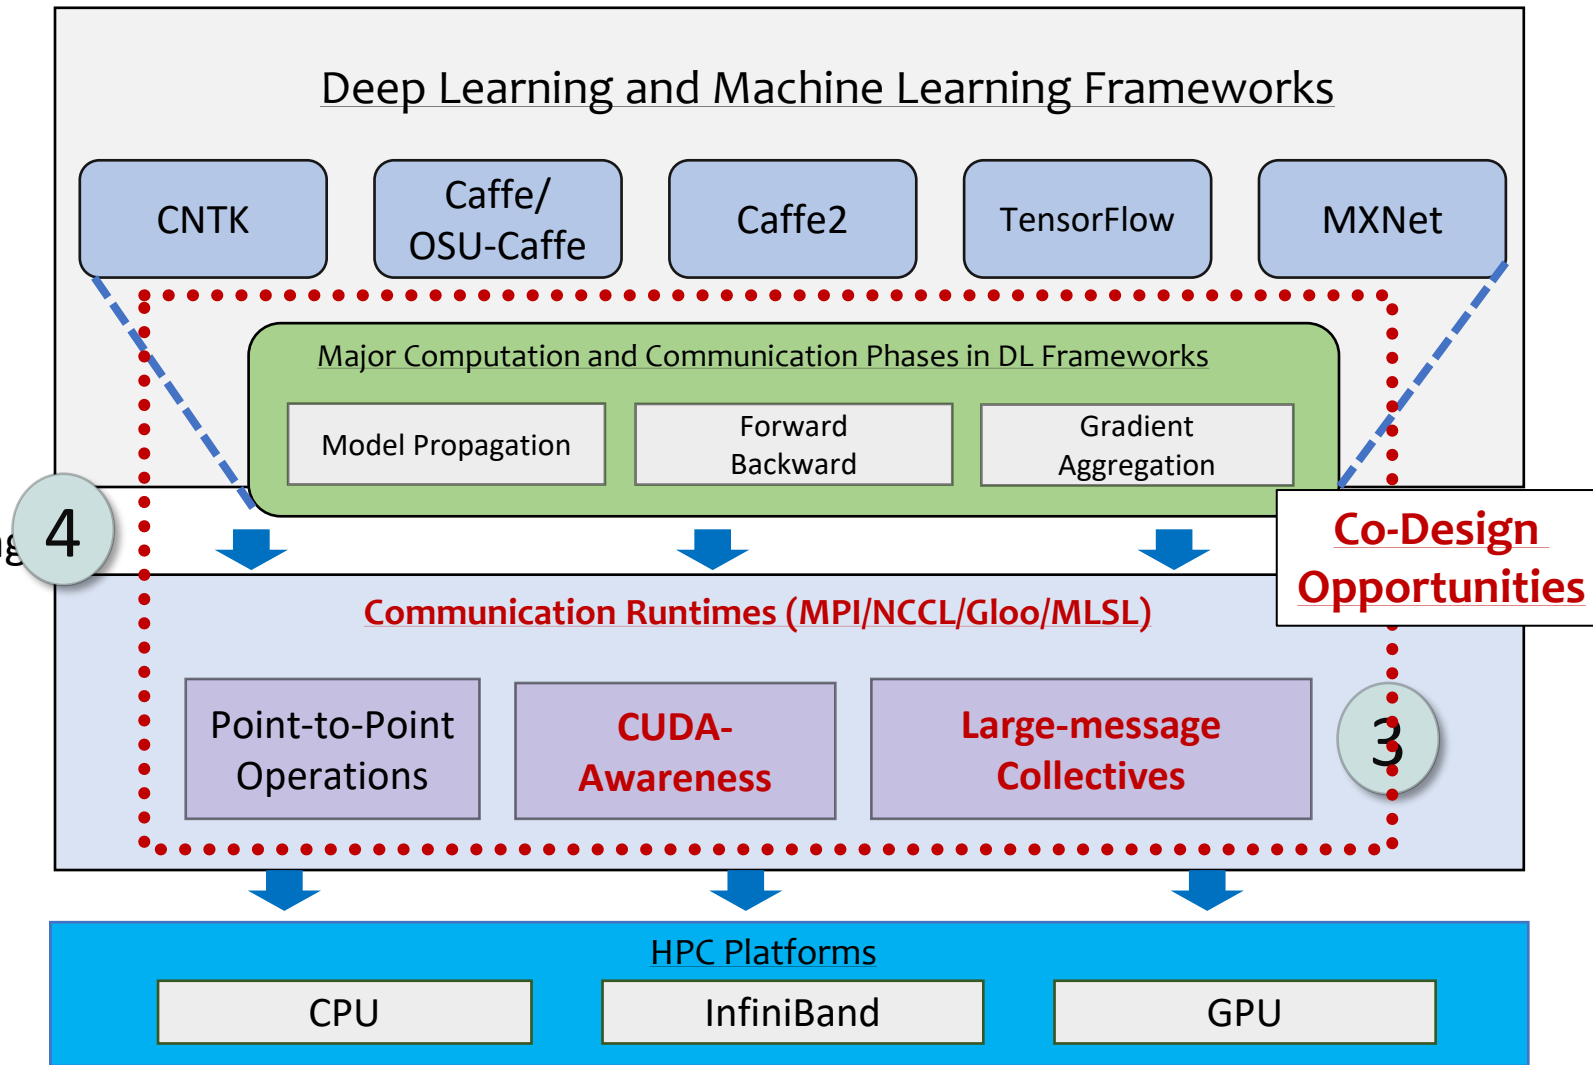 Deep Learning and Machine Learning Frameworks
CNTK
Caffe/
OSU-Caffe
Caffe2
TensorFlow
MXNet
Major Computation and Communication Phases in DL Frameworks
Model Propagation
Forward
Backward
Gradient
Aggregation
4
Co-Design
Opportunities
Communication Runtimes (MPI/NCCL/Gloo/MLSL)
Point-to-Point
Operations
CUDA-
Awareness
Large-message
Collectives
3
HPC Platforms
CPU
InfiniBand
GPU